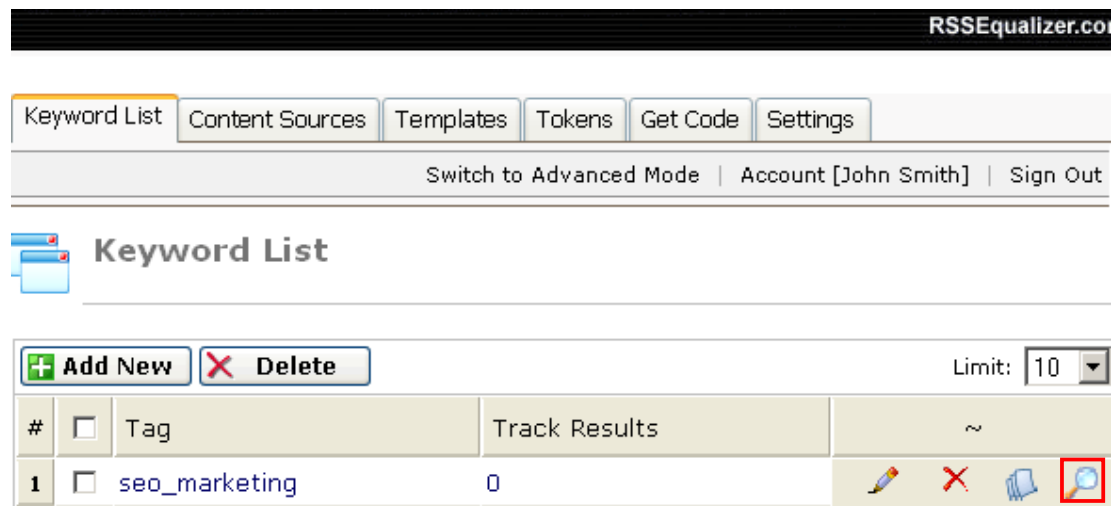 RSSEqualizer.co
Keyword List Content Sources Templates Tokens Get Code Settings
Switch to Advanced Mode | Account [John Smith] | Sign Out
Keyword List
Add New Delete Limit: 10
# Tag Track Results ~
1 seo_marketing 0